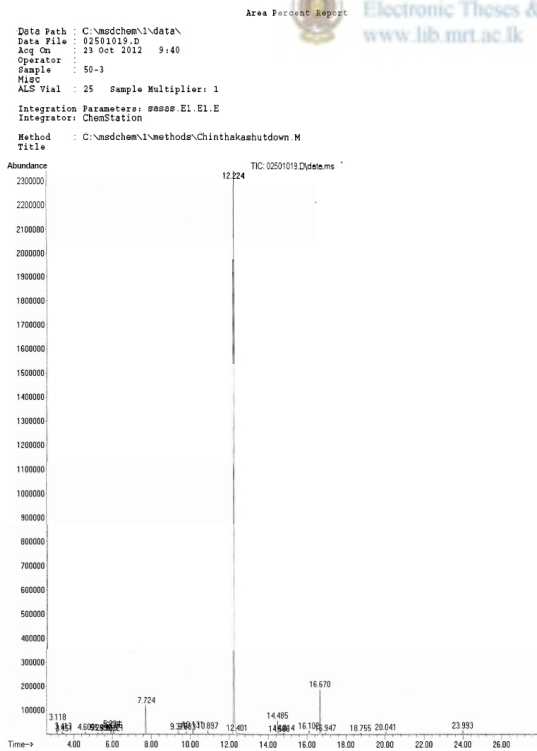 Area Percent Report
Electronic Theses &
www.lib.mrt.ac.lk
Data Path : C:\msdchem\1\data\
Data File : 02501019.D
Acq On : 23 Oct 2012 9:40
Operator :
Sample : 50-3
Misc
ALS Vial : 25 Sample Multiplier: 1
Integration Parameters: sasas.E1.E1.E
Integrator: ChemStation
Method : C:\msdchem\1\methods\Chinthakashutdown.M
Title
Abundance
TIC: 02501019.D\data.ms
12.224
2300000
2200000
2100000
2000000
1900000
1800000
1700000
1600000
1500000
1400000
1300000
1200000
1100000
1000000
900000
800000
700000
600000
500000
400000
300000
200000
100000
16.670
7.724
3.118
14.485
10.897
12.401
16.947
18.755
20.041
23.993
Time-->
4.00
6.00
8.00
10.00
12.00
14.00
16.00
18.00
20.00
22.00
24.00
26.00